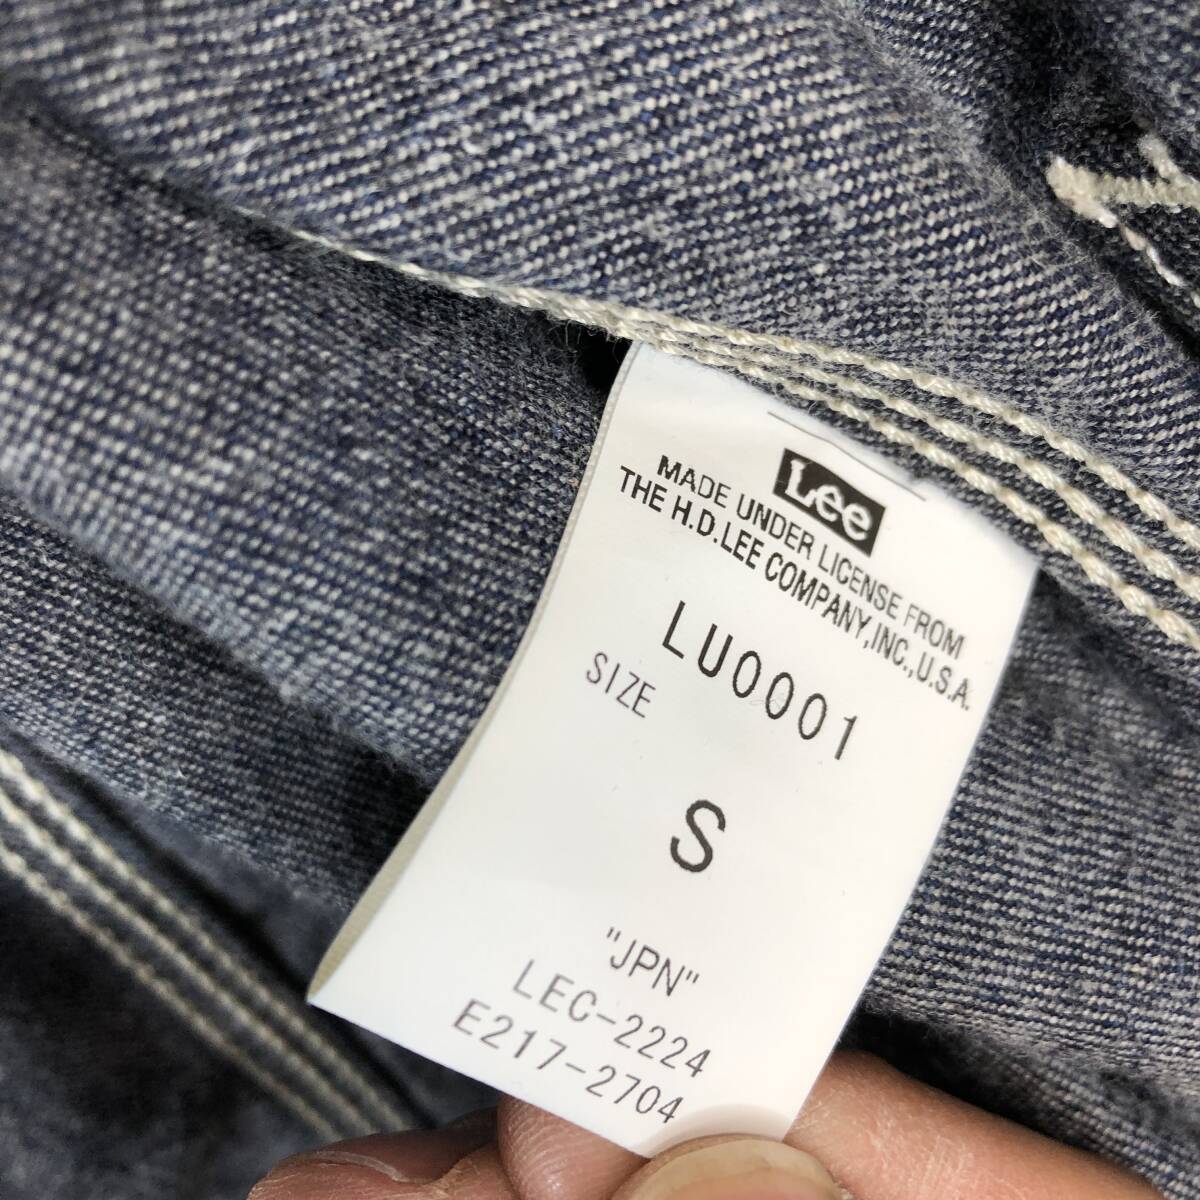 Lee
MADE UNDER LICENSE FROM
THE H.D.LEE COMPANY,INC.,U.S.A.
LU0001
SIZE
S
"JPN"
LEC-2224
E217-2704